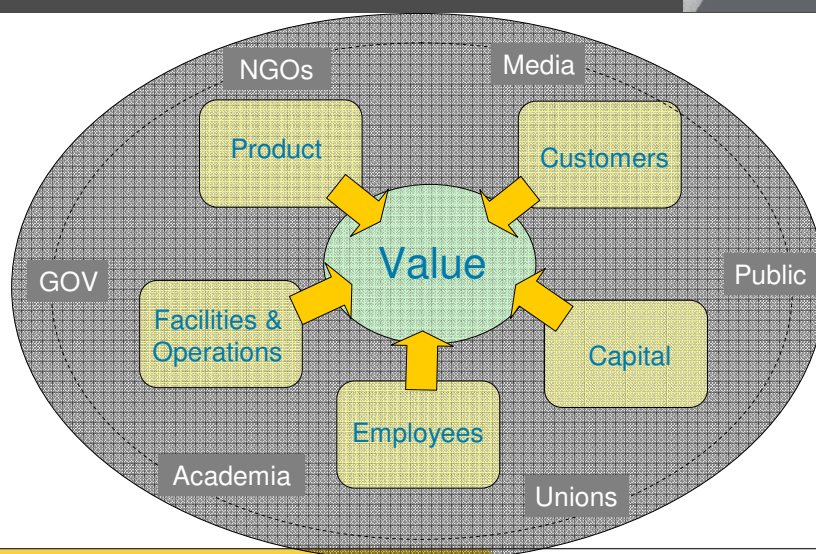 NGOs
Media
Product
Customers
Value
GOV
Public
Facilities &
Operations
Capital
Employees
Academia
Unions